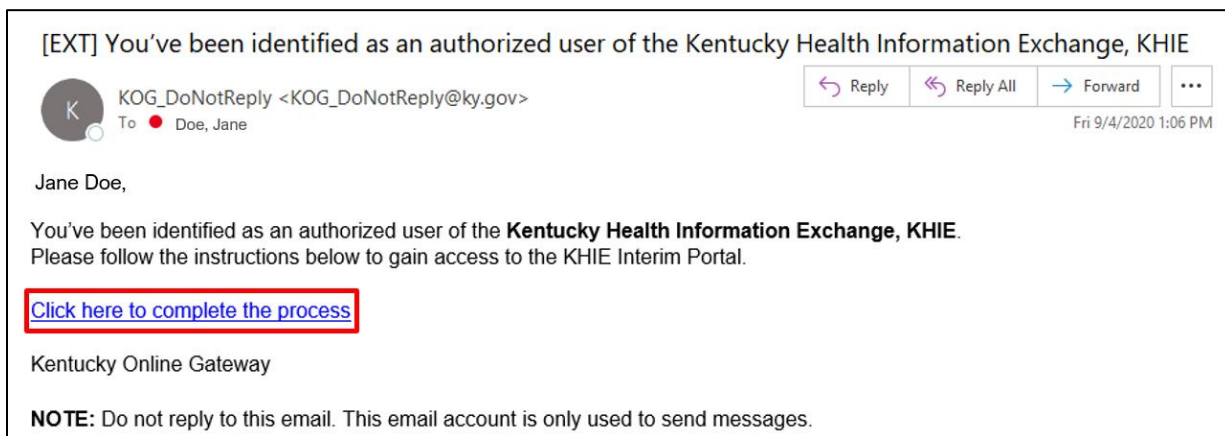 [EXT] You've been identified as an authorized user of the Kentucky Health Information Exchange, KHIE
K
KOG_DoNotReply <KOG_DoNotReply@ky.gov>
To Doe, Jane
Reply Reply All Forward ...
Fri 9/4/2020 1:06 PM
Jane Doe,
You've been identified as an authorized user of the Kentucky Health Information Exchange, KHIE.
Please follow the instructions below to gain access to the KHIE Interim Portal.
Click here to complete the process
Kentucky Online Gateway
NOTE: Do not reply to this email. This email account is only used to send messages.